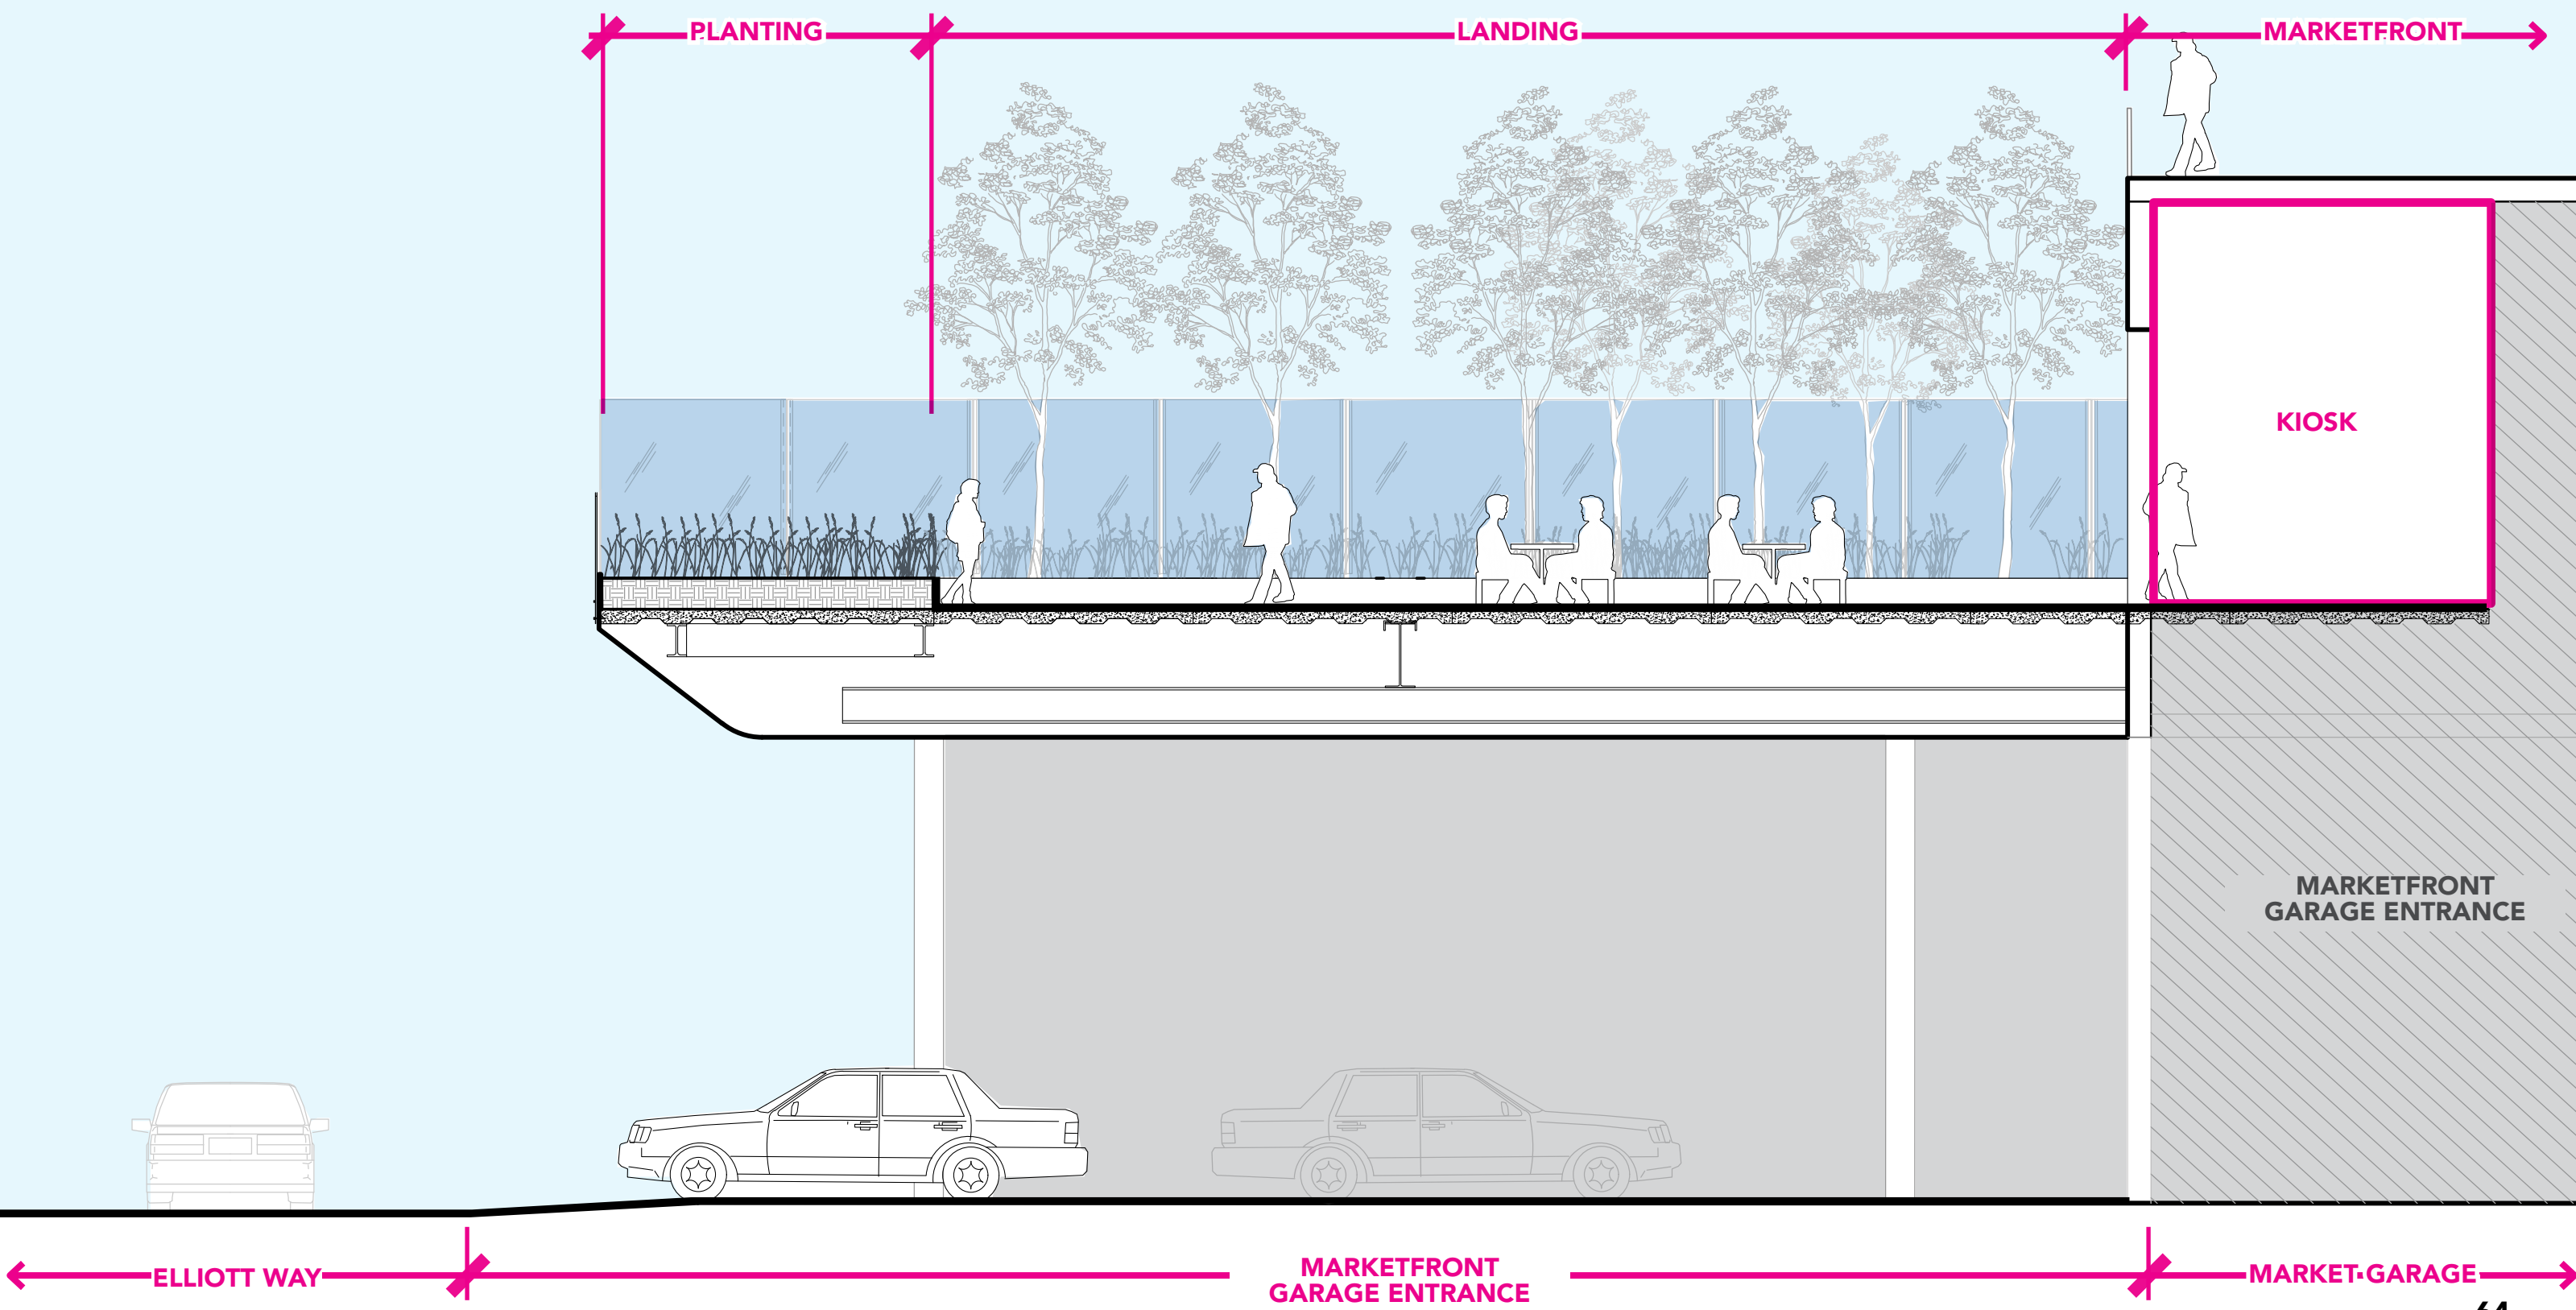 PLANTING
LANDING
MARKETFRONT
KIOSK
MARKETFRONT
GARAGE ENTRANCE
ELLIOTT WAY
MARKETFRONT
GARAGE ENTRANCE
MARKET GARAGE